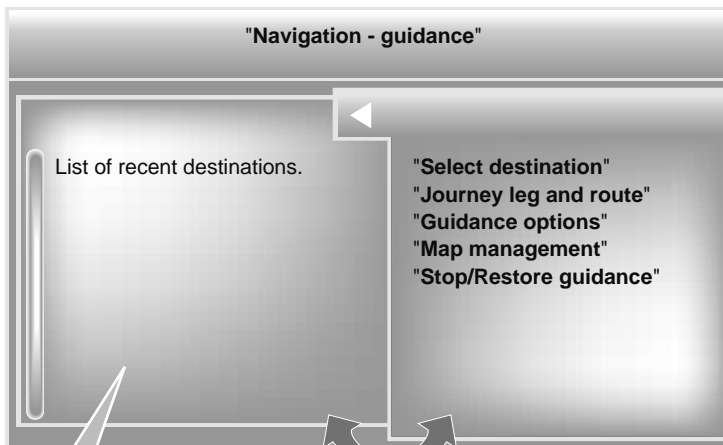 "Navigation - guidance"
List of recent destinations.
"Select destination"
"Journey leg and route"
"Guidance options"
"Map management"
"Stop/Restore guidance"